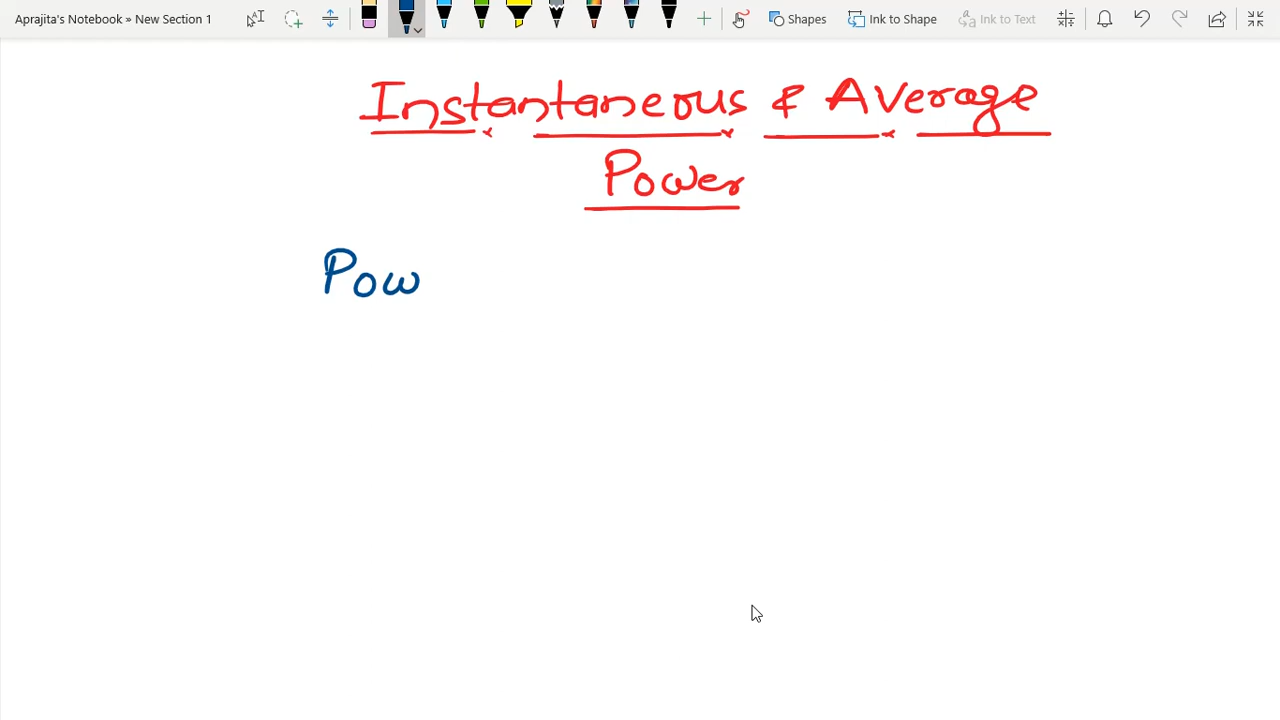 Aprajita's Notebook » New Section 1
Shapes
Ink to Shape
Ink to Text
Instantaneous & Average
Power
Pow